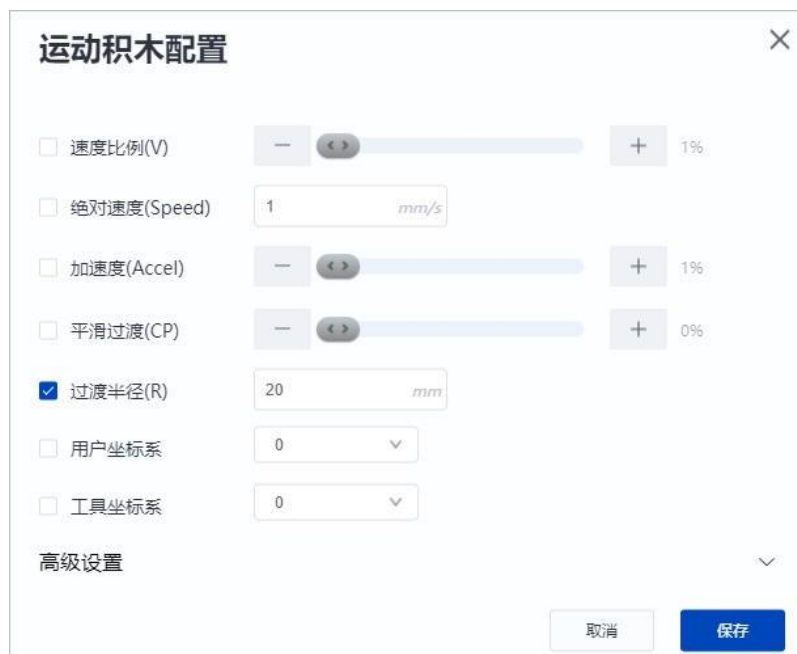 运动积木配置
速度比例(V) 1%
绝对速度(Speed) 1 mm/s
加速度(Accel) 1%
平滑过渡(CP) 0%
过渡半径(R) 20 mm
用户坐标系 0
工具坐标系 0
高级设置
取消 保存